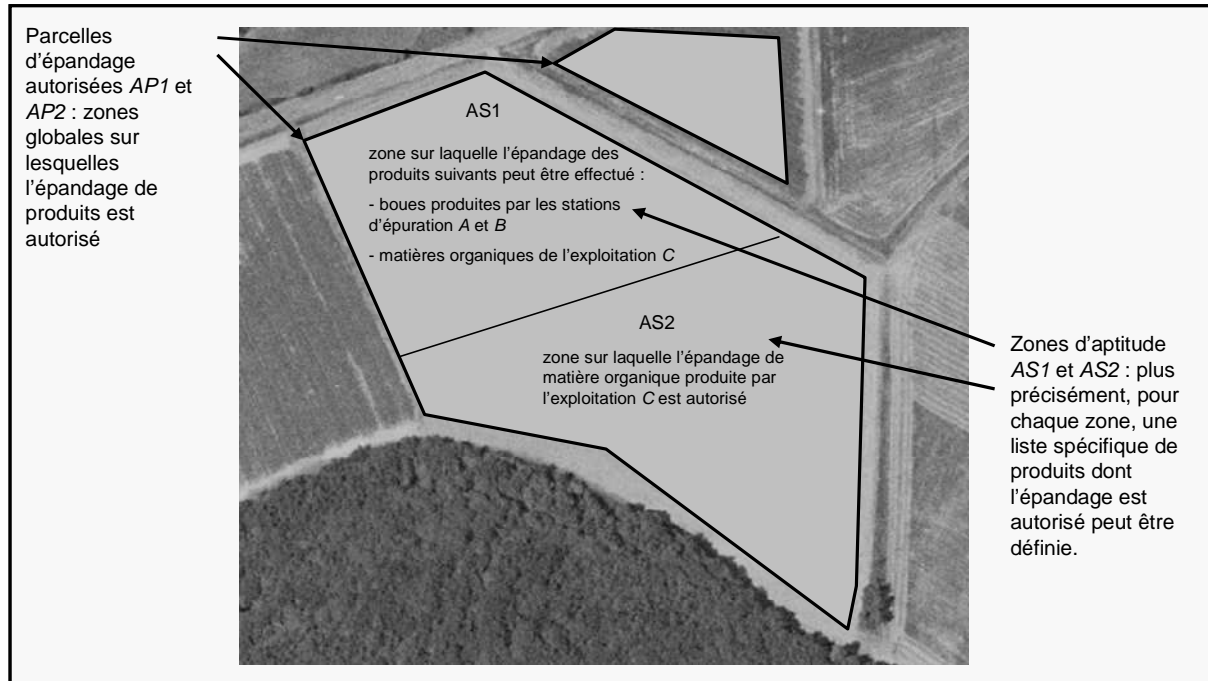 Parcelles
d’épandage
autorisées AP1 et
AP2 : zones
globales sur
lesquelles
l’épandage de
produits est
autorisé
AS1
zone sur laquelle l’épandage des
produits suivants peut être effectué :
- boues produites par les stations
d’épuration A et B
- matières organiques de l’exploitation C
AS2
zone sur laquelle l’épandage de
matière organique produite par
l’exploitation C est autorisé
Zones d’aptitude
AS1 et AS2 : plus
précisément, pour
chaque zone, une
liste spécifique de
produits dont
l’épandage est
autorisé peut être
définie.